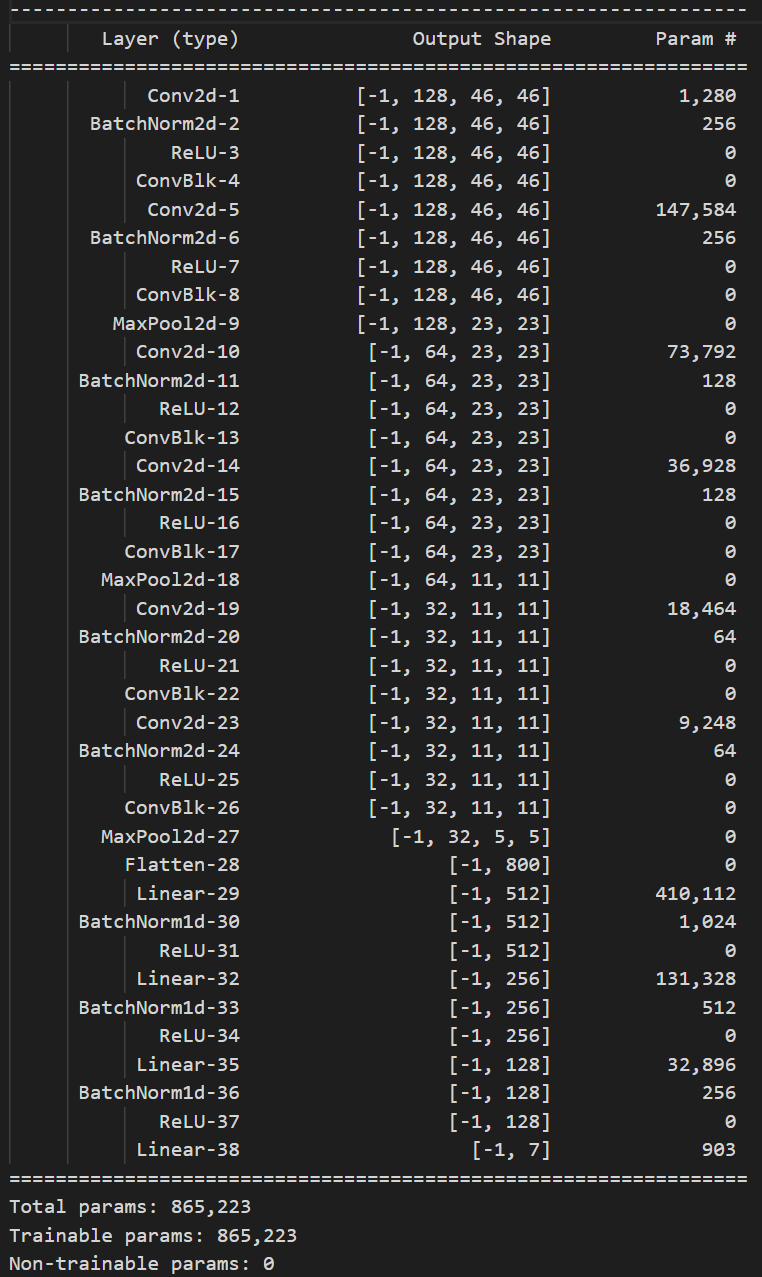 ----------------------------------------------------------------
Layer (type) Output Shape Param #
================================================================
Conv2d-1 [-1, 128, 46, 46] 1,280
BatchNorm2d-2 [-1, 128, 46, 46] 256
ReLU-3 [-1, 128, 46, 46] 0
ConvBlk-4 [-1, 128, 46, 46] 0
Conv2d-5 [-1, 128, 46, 46] 147,584
BatchNorm2d-6 [-1, 128, 46, 46] 256
ReLU-7 [-1, 128, 46, 46] 0
ConvBlk-8 [-1, 128, 46, 46] 0
MaxPool2d-9 [-1, 128, 23, 23] 0
Conv2d-10 [-1, 64, 23, 23] 73,792
BatchNorm2d-11 [-1, 64, 23, 23] 128
ReLU-12 [-1, 64, 23, 23] 0
ConvBlk-13 [-1, 64, 23, 23] 0
Conv2d-14 [-1, 64, 23, 23] 36,928
BatchNorm2d-15 [-1, 64, 23, 23] 128
ReLU-16 [-1, 64, 23, 23] 0
ConvBlk-17 [-1, 64, 23, 23] 0
MaxPool2d-18 [-1, 64, 11, 11] 0
Conv2d-19 [-1, 32, 11, 11] 18,464
BatchNorm2d-20 [-1, 32, 11, 11] 64
ReLU-21 [-1, 32, 11, 11] 0
ConvBlk-22 [-1, 32, 11, 11] 0
Conv2d-23 [-1, 32, 11, 11] 9,248
BatchNorm2d-24 [-1, 32, 11, 11] 64
ReLU-25 [-1, 32, 11, 11] 0
ConvBlk-26 [-1, 32, 11, 11] 0
MaxPool2d-27 [-1, 32, 5, 5] 0
Flatten-28 [-1, 800] 0
Linear-29 [-1, 512] 410,112
BatchNorm1d-30 [-1, 512] 1,024
ReLU-31 [-1, 512] 0
Linear-32 [-1, 256] 131,328
BatchNorm1d-33 [-1, 256] 512
ReLU-34 [-1, 256] 0
Linear-35 [-1, 128] 32,896
BatchNorm1d-36 [-1, 128] 256
ReLU-37 [-1, 128] 0
Linear-38 [-1, 7] 903
================================================================
Total params: 865,223
Trainable params: 865,223
Non-trainable params: 0